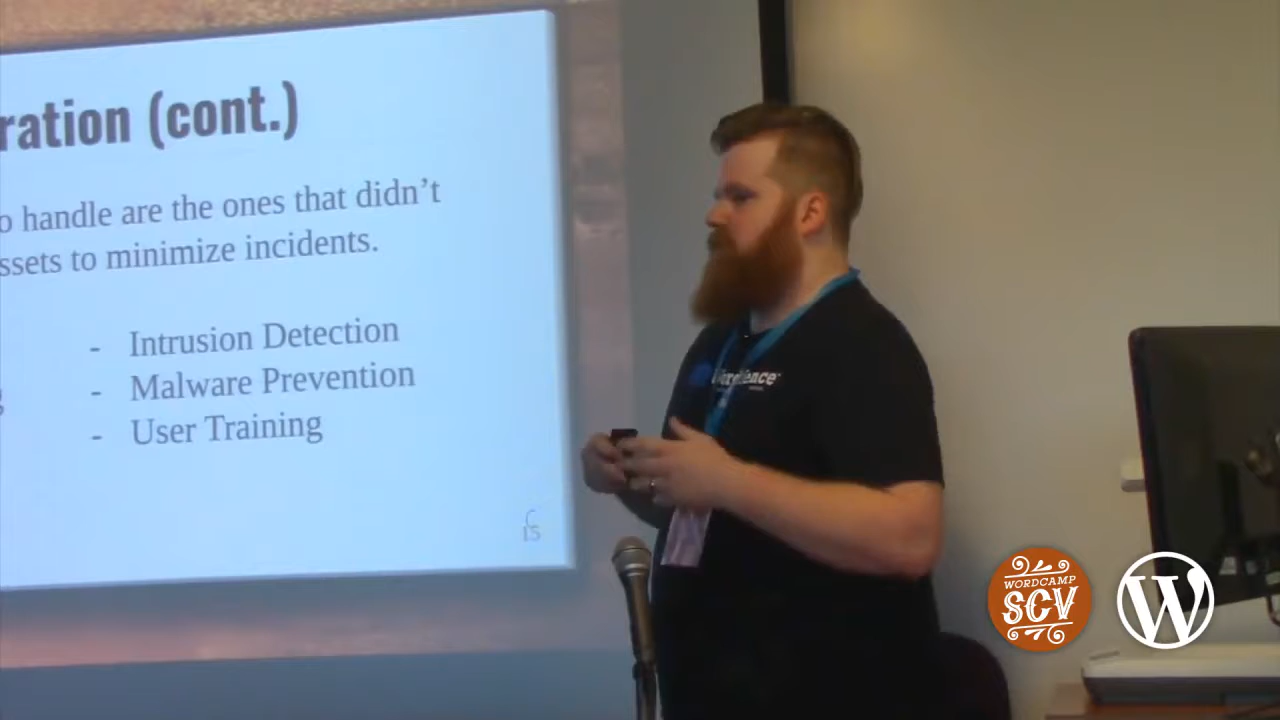 ration (cont.)
o handle are the ones that didn't
ssets to minimize incidents.
- Intrusion Detection
- Malware Prevention
- User Training
15
WORDCAMP
SCV
W